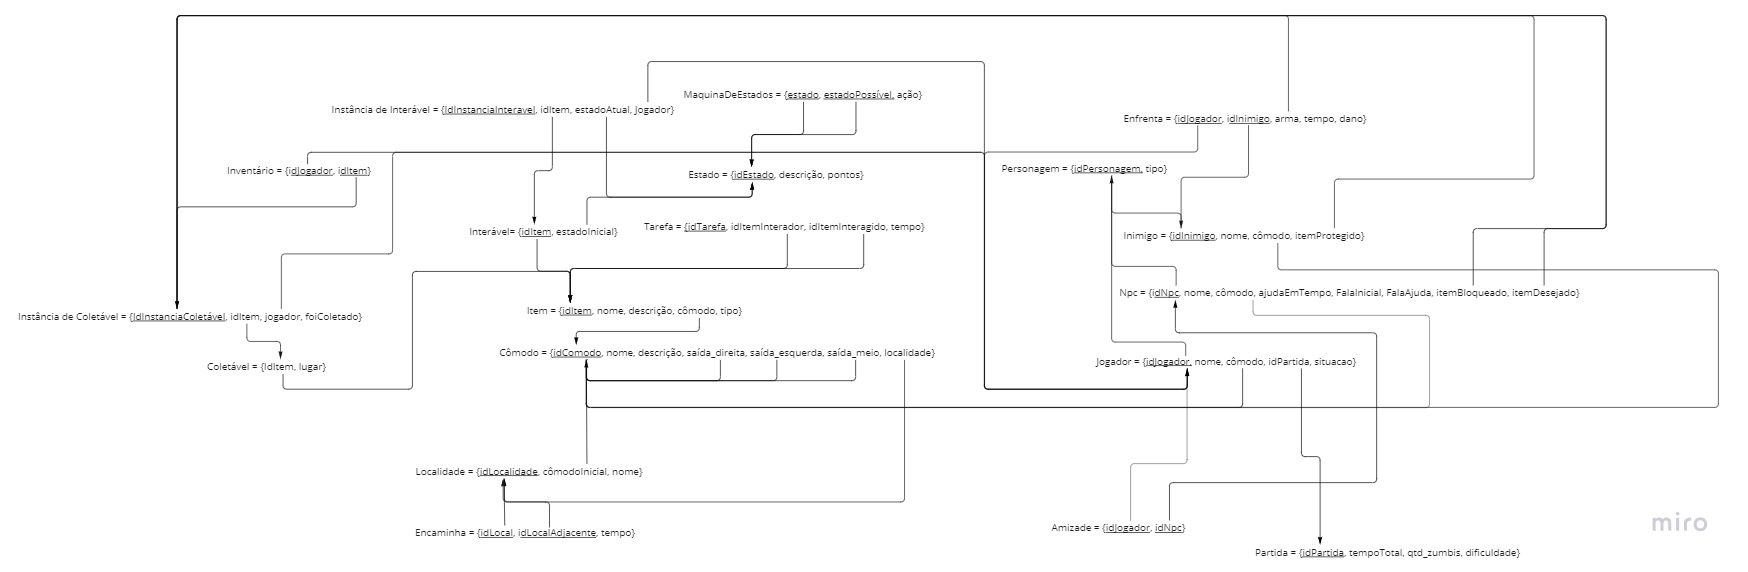 MaquinaDeEstados = {estado, estadoPossível, ação}
Instância de Interável = {IdInstanciaInteravel, idItem, estadoAtual, Jogador}
Enfrenta = {idJogador, idInimigo, arma, tempo, dano}
Inventário = {idJogador, idItem}
Personagem = {idPersonagem, tipo}
Estado = {idEstado, descrição, pontos}
Tarefa = {idTarefa, idItemInterador, idItemInteragido, tempo}
Interável= {idItem, estadoInicial}
Inimigo = {idInimigo, nome, cômodo, itemProtegido}
Npc = {idNpc, nome, cômodo, ajudaEmTempo, FalaInicial, FalaAjuda, itemBloqueado, itemDesejado}
Item = {idItem, nome, descrição, cômodo, tipo}
Instância de Coletável = {IdInstanciaColetável, idItem, jogador, foiColetado}
Cômodo = {idComodo, nome, descrição, saída_direita, saída_esquerda, saída_meio, localidade}
Jogador = {idJogador, nome, cômodo, idPartida, situacao}
Coletável = {IdItem, lugar}
Localidade = {idLocalidade, cômodoInicial, nome}
miro
Amizade = {idJogador, idNpc}
Encaminha = {idLocal, idLocalAdjacente, tempo}
Partida = {idPartida, tempoTotal, qtd_zumbis, dificuldade}